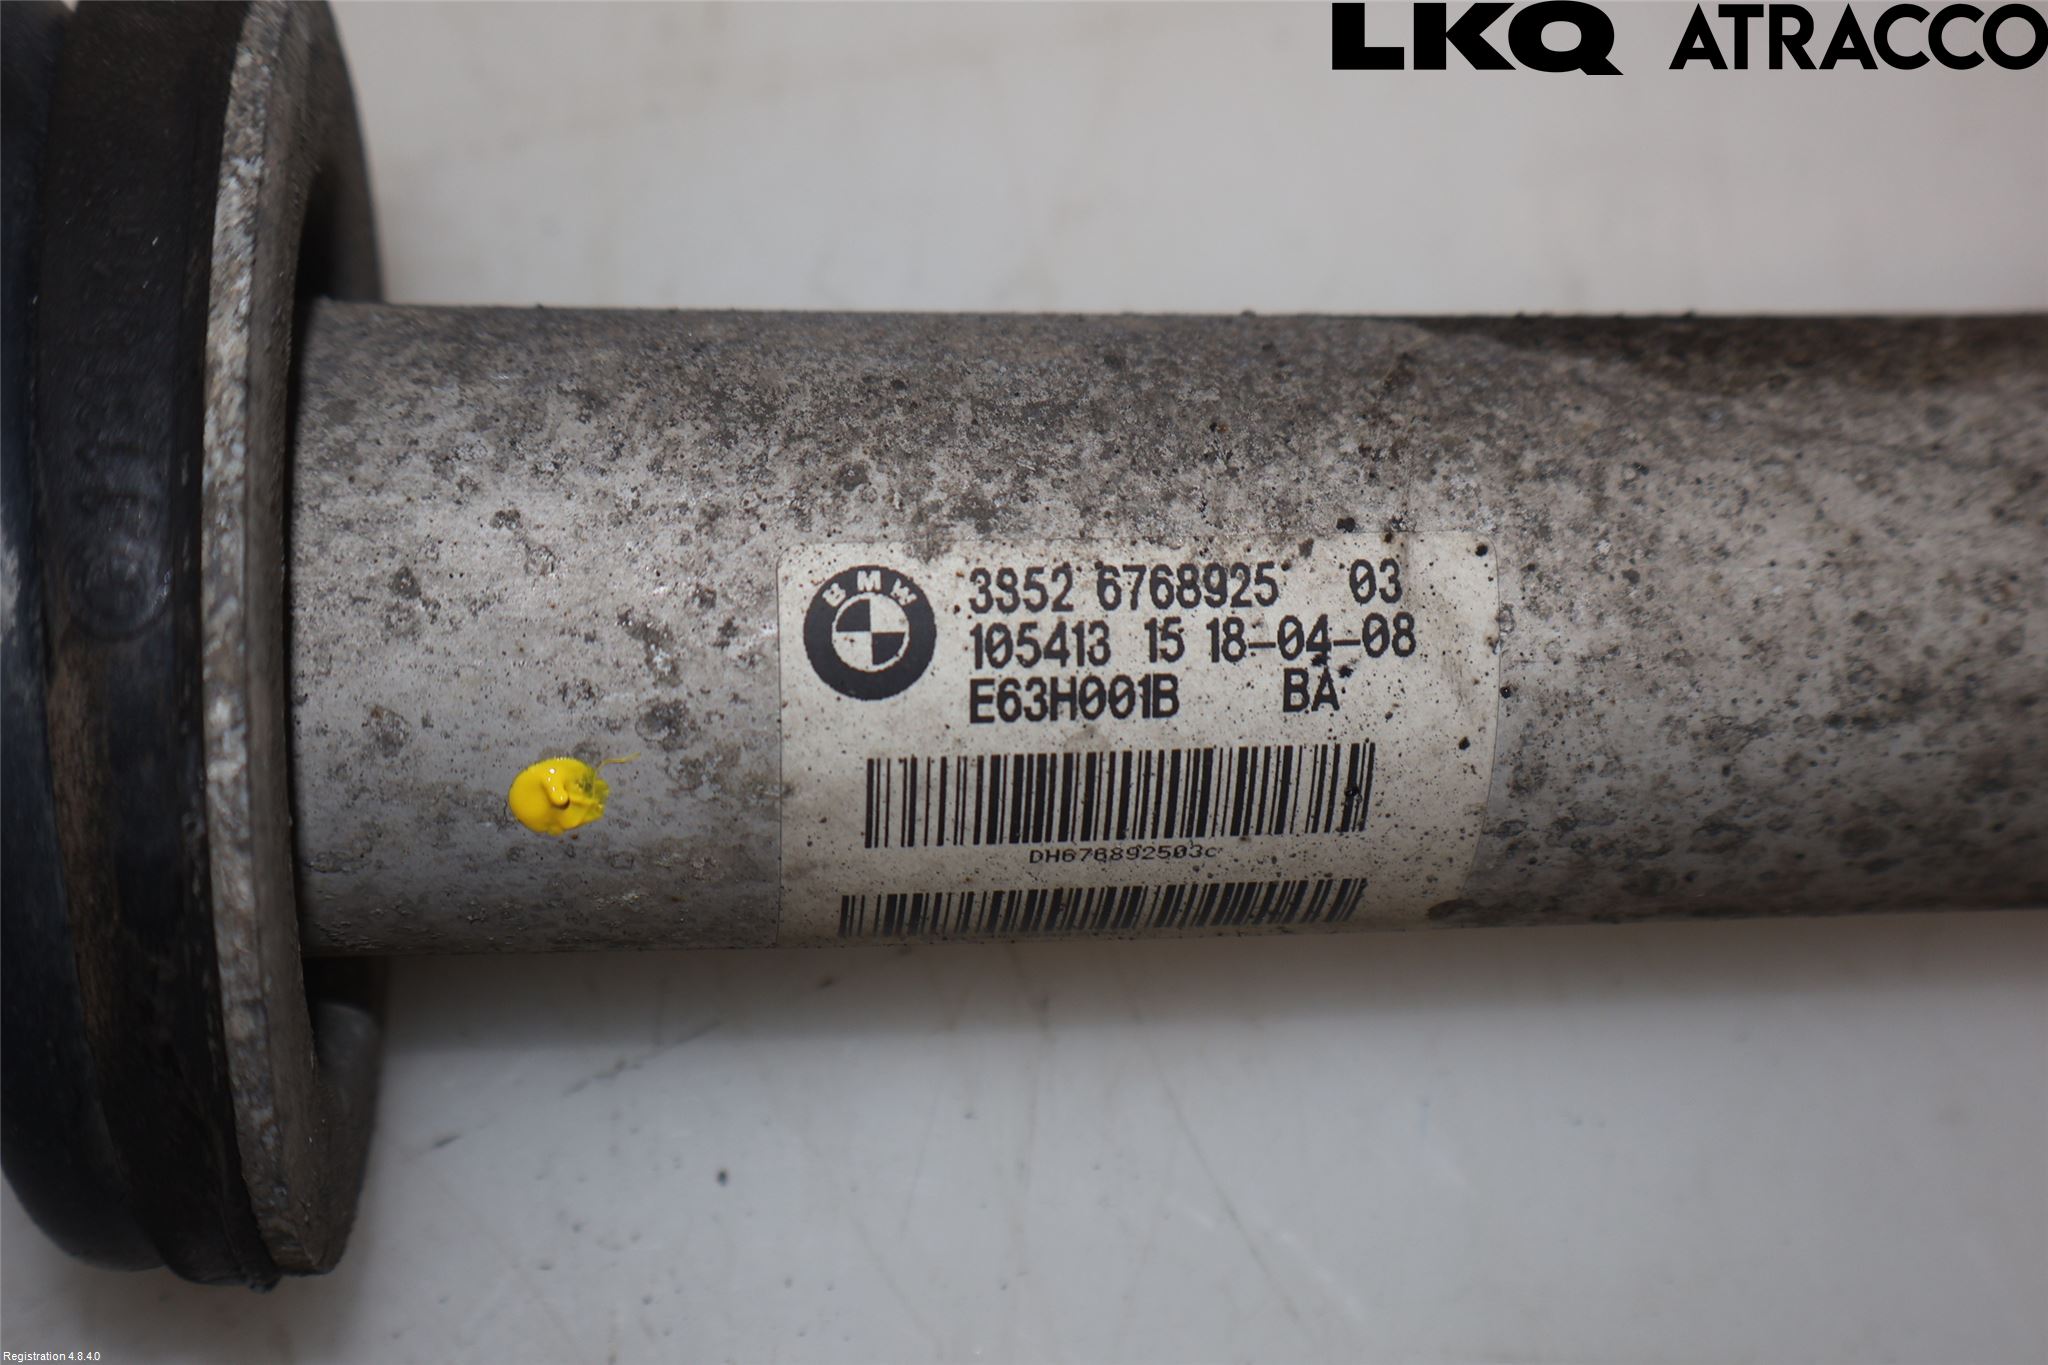 LKQ ATRACCO
BMW
3352 6768925 03
105413 15 18-04-08
E63H001B BA
DH676892503c
Registration 4.8.4.0